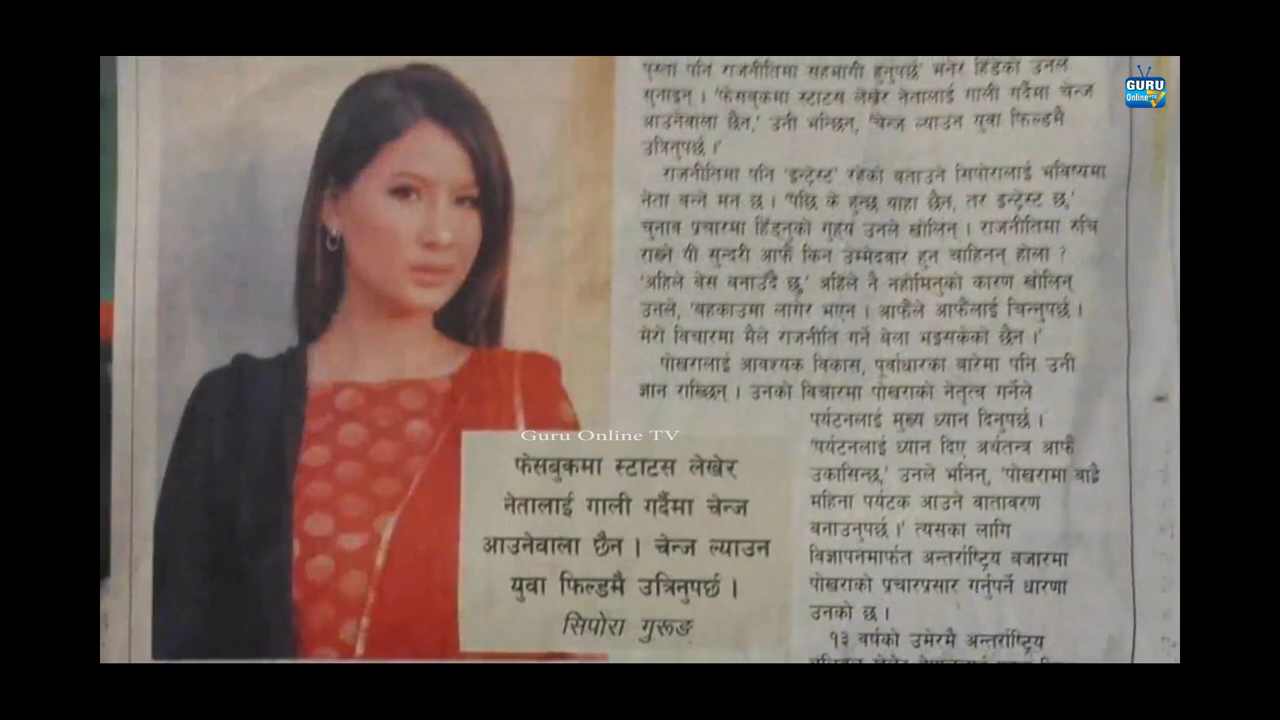 पुस्ता पनि राजनीतिमा सहभागी हुनुपर्छ' भनेर हिँडेको उनले
सुनाइन् । 'फेसबुकमा स्टाटस लेखेर नेतालाई गाली गर्दैमा चेन्ज
आउनेवाला छैन,' उनी भन्छिन्, 'चेन्ज ल्याउन युवा फिल्डमै
उत्रिनुपर्छ ।'
राजनीतिमा पनि 'इन्ट्रेस्ट' रहेको बताउने सिपोरालाई भविष्यमा
नेता बन्ने मन छ । 'पछि के हुन्छ थाहा छैन, तर इन्ट्रेस्ट छ,'
चुनाव प्रचारमा हिँड्नुको गुह्य उनले खोलिन् । राजनीतिमा रुचि
राख्ने यी सुन्दरी आफैँ किन उम्मेदवार हुन चाहिनन् होला ?
'अहिले बेस बनाउँदै छु,' अहिले नै नहोमिनुको कारण खोलिन्
उनले, 'बहकाउमा लागेर भएन । आफैँले आफैँलाई चिन्नुपर्छ ।
मेरो विचारमा मैले राजनीति गर्ने बेला भइसकेको छैन ।'
पोखरालाई आवश्यक विकास, पूर्वाधारका बारेमा पनि उनी
ज्ञान राख्छिन् । उनको विचारमा पोखराको नेतृत्व गर्नेले
पर्यटनलाई मुख्य ध्यान दिनुपर्छ ।
'पर्यटनलाई ध्यान दिए अर्थतन्त्र आफैँ
उकासिन्छ,' उनले भनिन्, 'पोखरामा बाह्रै
महिना पर्यटक आउने वातावरण
बनाउनुपर्छ ।' त्यसका लागि
विज्ञापनमार्फत अन्तर्राष्ट्रिय बजारमा
पोखराको प्रचारप्रसार गर्नुपर्ने धारणा
उनको छ ।
१३ वर्षको उमेरमै अन्तर्राष्ट्रिय
Guru Online TV
फेसबुकमा स्टाटस लेखेर
नेतालाई गाली गर्दैमा चेन्ज
आउनेवाला छैन । चेन्ज ल्याउन
युवा फिल्डमै उत्रिनुपर्छ ।
सिपोरा गुरूङ
GURU
Online TV